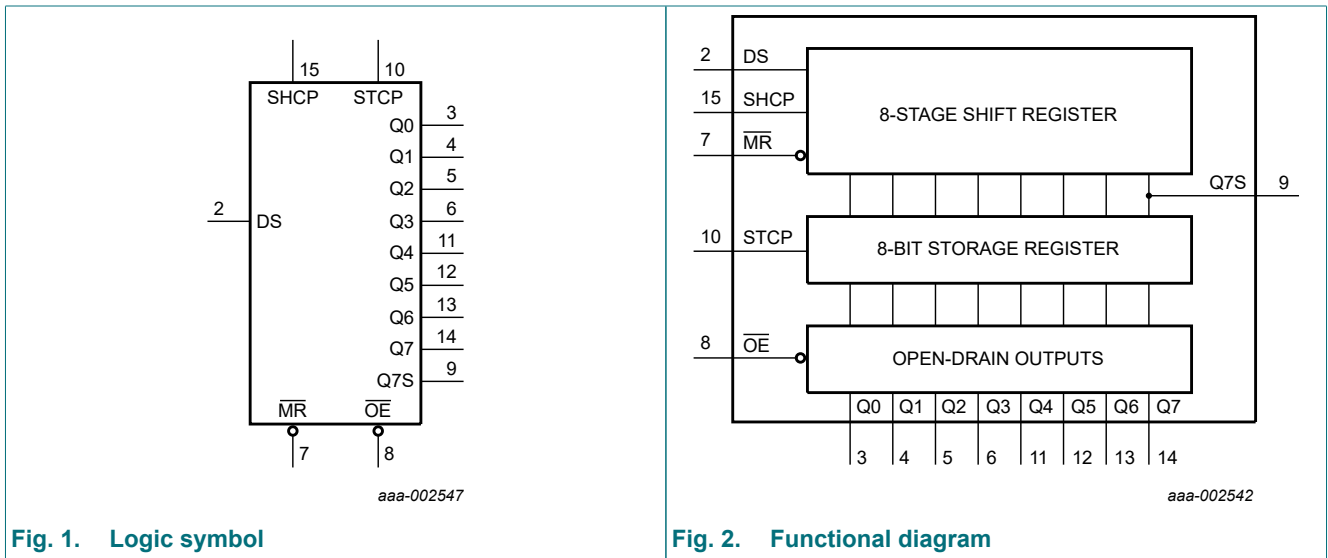 15
10
SHCP
STCP
Q0
3
Q1
4
Q2
5
Q3
6
2
DS
Q4
11
Q5
12
Q6
13
Q7
14
Q7S
9
MR
OE
7
8
aaa-002547
Fig. 1. Logic symbol
2
DS
15
SHCP
8-STAGE SHIFT REGISTER
7
MR
Q7S
9
10
STCP
8-BIT STORAGE REGISTER
8
OE
OPEN-DRAIN OUTPUTS
Q0 Q1 Q2 Q3 Q4 Q5 Q6 Q7
3 4 5 6 11 12 13 14
aaa-002542
Fig. 2. Functional diagram